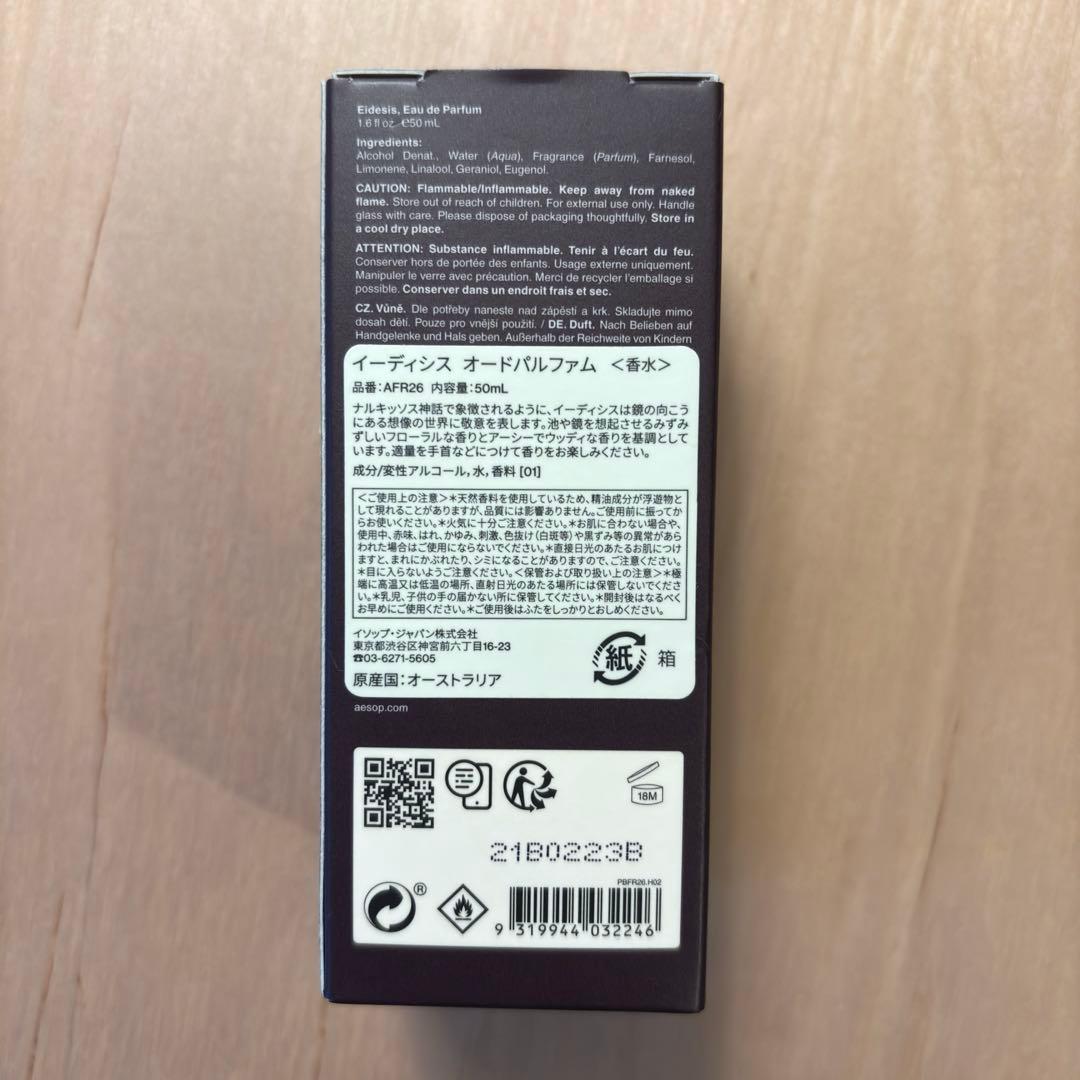 Eidesis, Eau de Parfum
1.6 fl oz ℮50 mL
Ingredients:
Alcohol Denat., Water (Aqua), Fragrance (Parfum), Farnesol,
Limonene, Linalool, Geraniol, Eugenol.
CAUTION: Flammable/Inflammable. Keep away from naked
flame. Store out of reach of children. For external use only. Handle
glass with care. Please dispose of packaging thoughtfully. Store in
a cool dry place.
ATTENTION: Substance inflammable. Tenir à l'écart du feu.
Conserver hors de portée des enfants. Usage externe uniquement.
Manipuler le verre avec précaution. Merci de recycler l'emballage si
possible. Conserver dans un endroit frais et sec.
CZ. Vůně. Dle potřeby naneste nad zápěstí a krk. Skladujte mimo
dosah dětí. Pouze pro vnější použití. / DE. Duft. Nach Belieben auf
Handgelenke und Hals geben. Außerhalb der Reichweite von Kindern
イーディシス オードパルファム <香水>
品番:AFR26 内容量:50mL
ナルキッソス神話で象徴されるように、イーディシスは鏡の向こう
にある想像の世界に敬意を表します。池や鏡を想起させるみずみ
ずしいフローラルな香りとアーシーでウッディな香りを基調として
います。適量を手首などにつけて香りをお楽しみください。
成分/変性アルコール,水,香料 [01]
<ご使用上の注意>*天然香料を使用しているため、精油成分が浮遊物と
して現れることがありますが、品質には影響ありません。ご使用前に振ってか
らお使いください。*火気に十分ご注意ください。*お肌に合わない場合や、
使用中、赤味、はれ、かゆみ、刺激、色抜け(白斑等)や黒ずみ等の異常があら
われた場合はご使用にならないでください。*直接日光のあたるお肌につけ
ますと、まれにかぶれたり、シミになることがありますので、ご注意ください。
*目に入らないようご注意ください。<保管および取り扱い上の注意>*極
端に高温又は低温の場所、直射日光のあたる場所には保管しないでくださ
い。*乳児、子供の手の届かない所に保管してください。*開封後はなるべく
お早めにご使用ください。*ご使用後はふたをしっかりとおしめください。
イソップ・ジャパン株式会社
東京都渋谷区神宮前六丁目16-23
☎03-6271-5605
紙 箱
原産国:オーストラリア
aesop.com
18M
21B0223B
PBFR26.H02
®
9 319944 032246